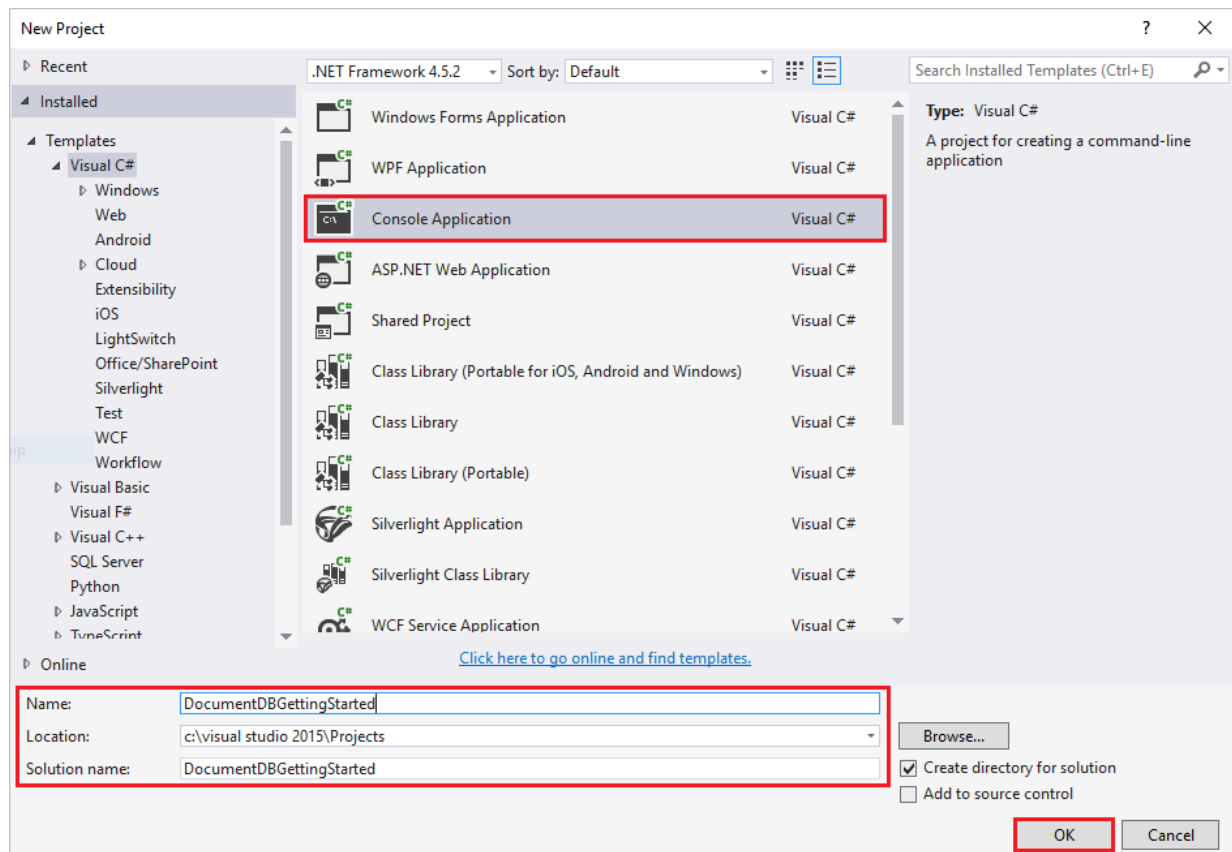 New Project
? 
Recent
.NET Framework 4.5.2 Sort by: Default
Search Installed Templates (Ctrl+E)
Installed
Templates
Visual C#
Windows
Web
Android
Cloud
Extensibility
iOS
LightSwitch
Office/SharePoint
Silverlight
Test
WCF
Workflow
Visual Basic
Visual F#
Visual C++
SQL Server
Python
JavaScript
TypeScript
Online
C# Windows Forms Application Visual C#
C# WPF Application Visual C#
C# C:\ Console Application Visual C#
C# ASP.NET Web Application Visual C#
C# Shared Project Visual C#
C# Class Library (Portable for iOS, Android and Windows) Visual C#
C# Class Library Visual C#
C# Class Library (Portable) Visual C#
C# Silverlight Application Visual C#
C# Silverlight Class Library Visual C#
C# WCF Service Application Visual C#
Click here to go online and find templates.
Type: Visual C#
A project for creating a command-line
application
Name: DocumentDBGettingStarted
Location: c:\visual studio 2015\Projects
Browse...
Solution name: DocumentDBGettingStarted
Create directory for solution
Add to source control
OK Cancel